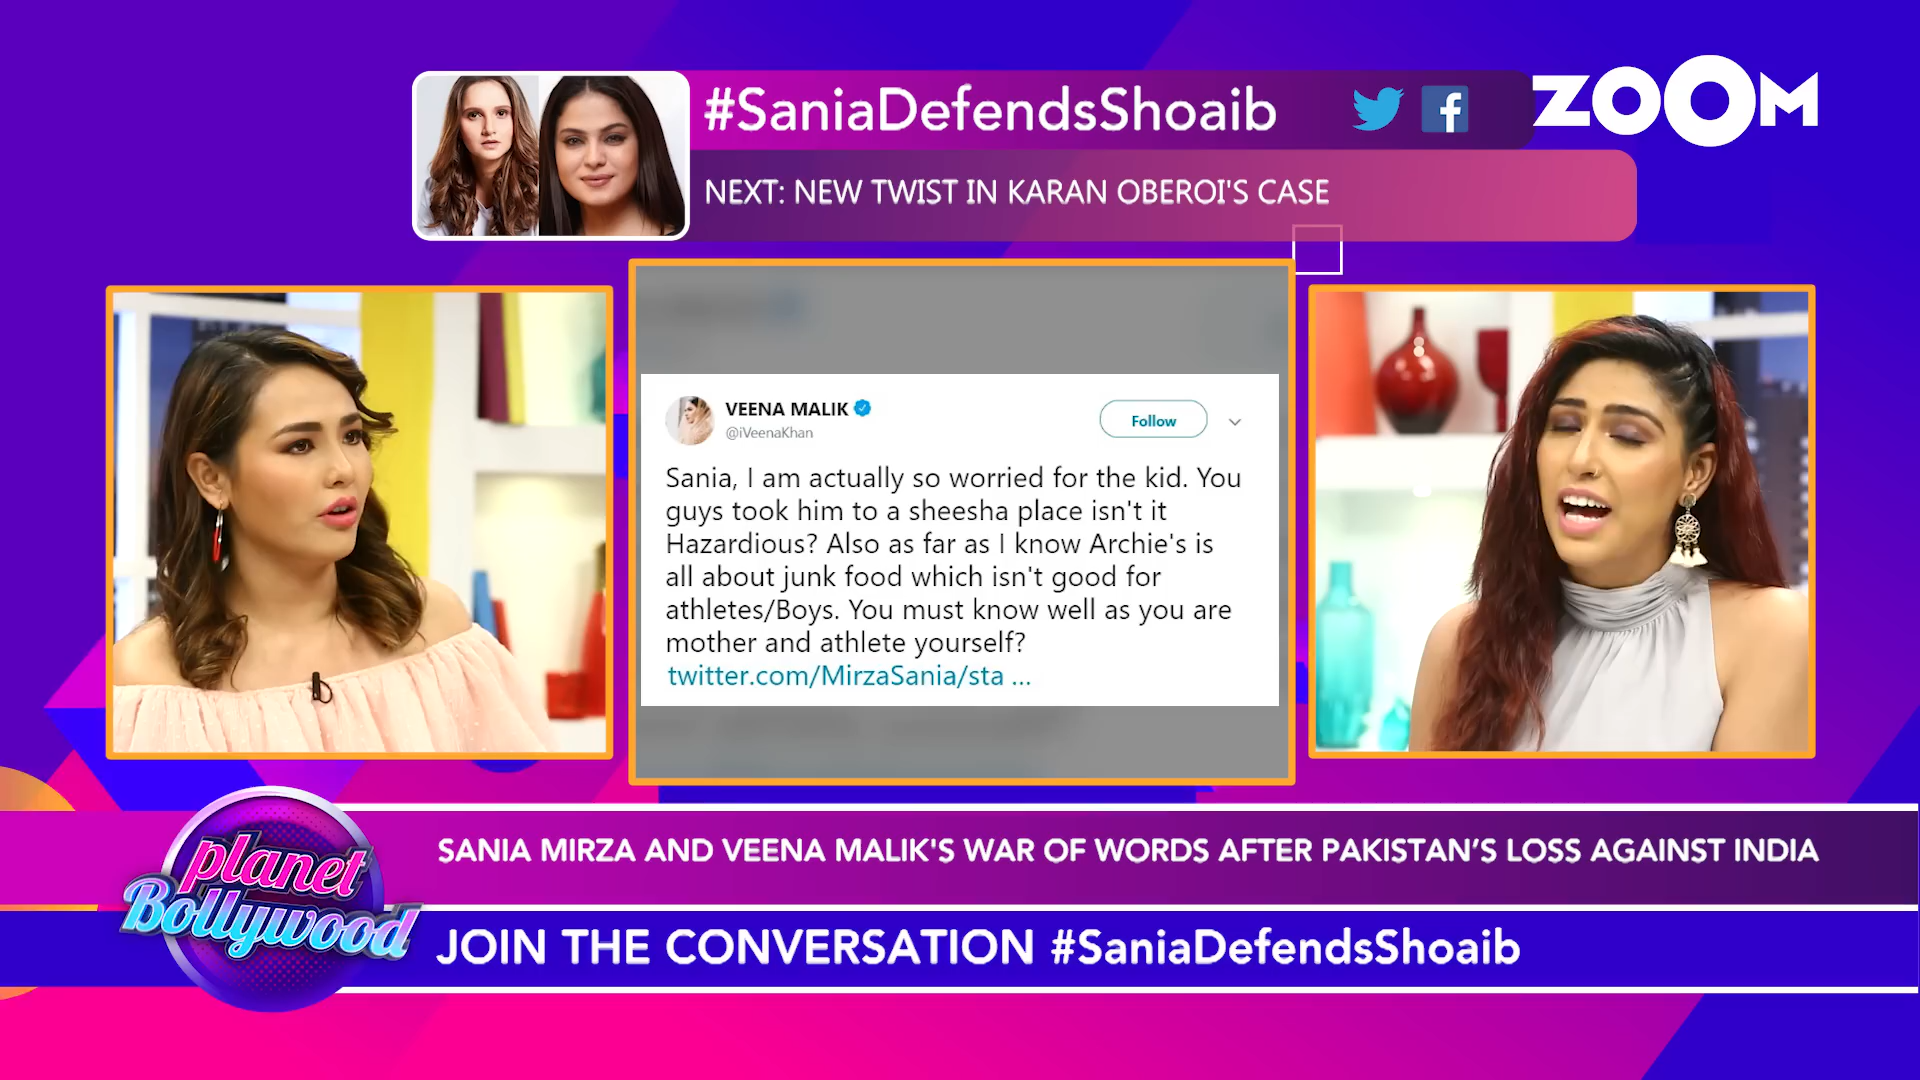 #SaniaDefendsShoaib
ZOOM
NEXT: NEW TWIST IN KARAN OBEROI'S CASE
VEENA MALIK
@iVeenaKhan
Follow
Sania, I am actually so worried for the kid. You
guys took him to a sheesha place isn't it
Hazardious? Also as far as I know Archie's is
all about junk food which isn't good for
athletes/Boys. You must know well as you are
mother and athlete yourself?
twitter.com/MirzaSania/sta ...
SANIA MIRZA AND VEENA MALIK'S WAR OF WORDS AFTER PAKISTAN’S LOSS AGAINST INDIA
planet
Bollywood
JOIN THE CONVERSATION #SaniaDefendsShoaib